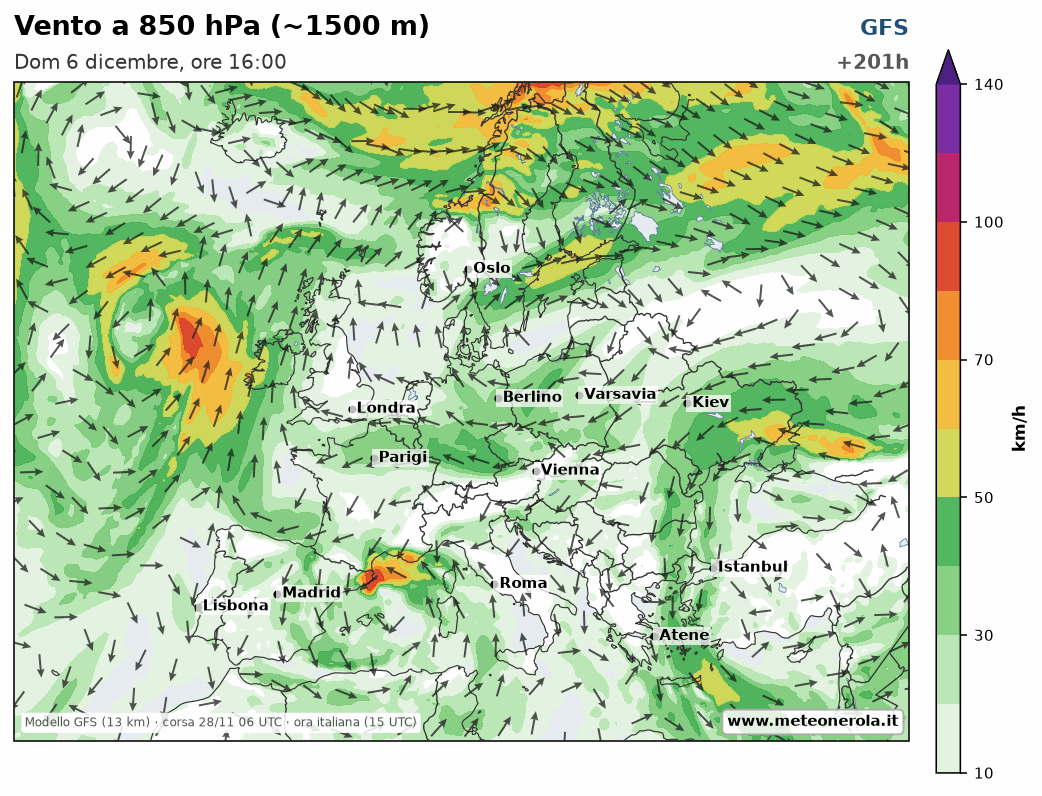 Vento a 850 hPa (~1500 m)
GFS
Dom 6 dicembre, ore 16:00
+201h
140
100
70
50
30
10
km/h
Oslo
Berlino
Varsavia
Kiev
Londra
Parigi
Vienna
Istanbul
Roma
Madrid
Lisbona
Atene
Modello GFS (13 km) · corsa 28/11 06 UTC · ora italiana (15 UTC)
www.meteonerola.it